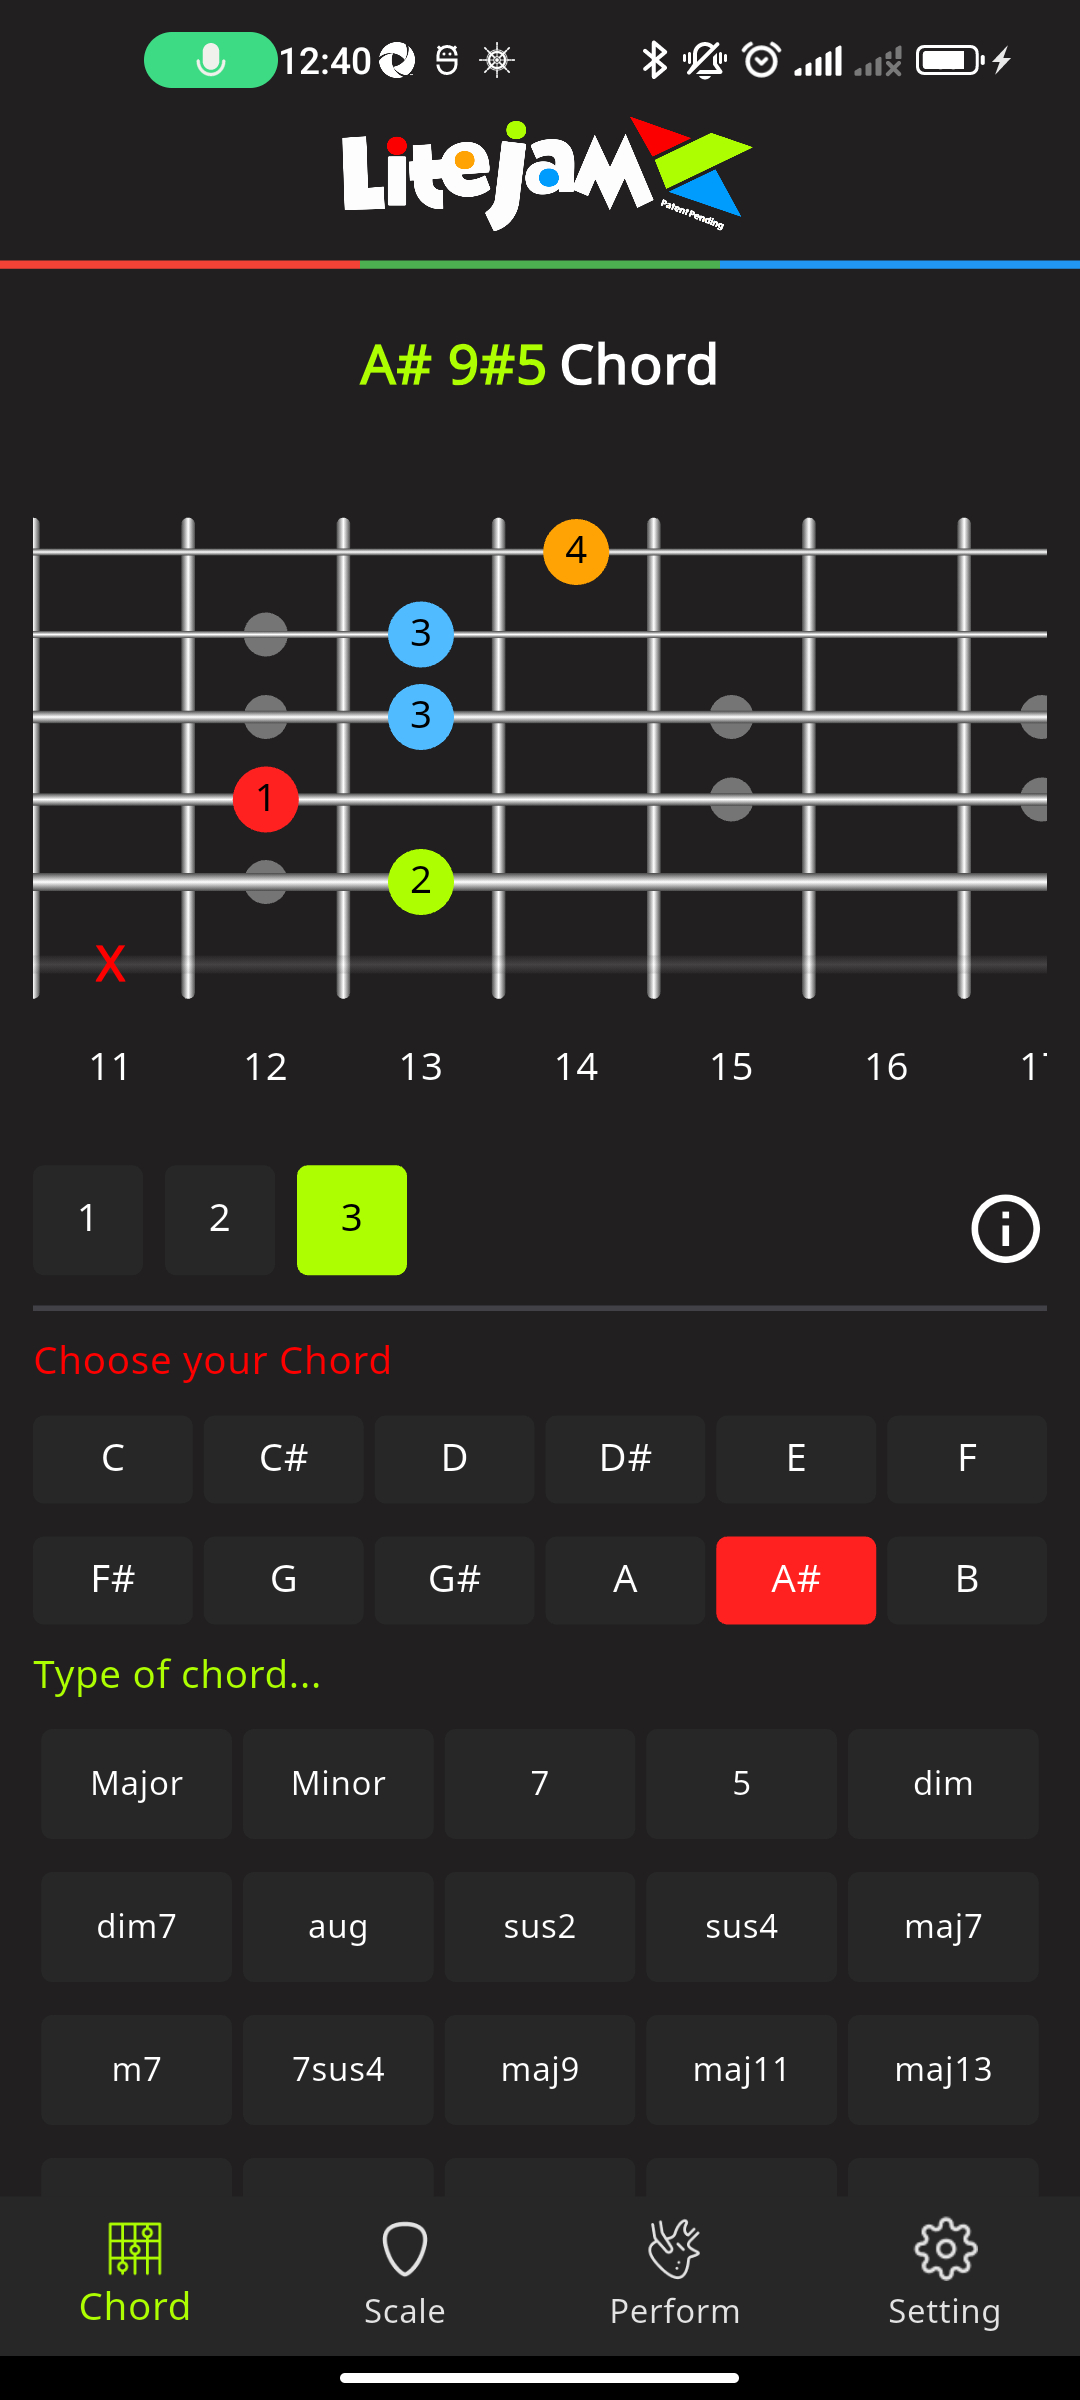 12:40
Litejam
Patent Pending
A# 9#5 Chord
4
3
3
1
2
X
11 12 13 14 15 16
1 2 3
Choose your Chord
C C# D D# E F
F# G G# A A# B
Type of chord...
Major Minor 7 5 dim
dim7 aug sus2 sus4 maj7
m7 7sus4 maj9 maj11 maj13
Chord Scale Perform Setting